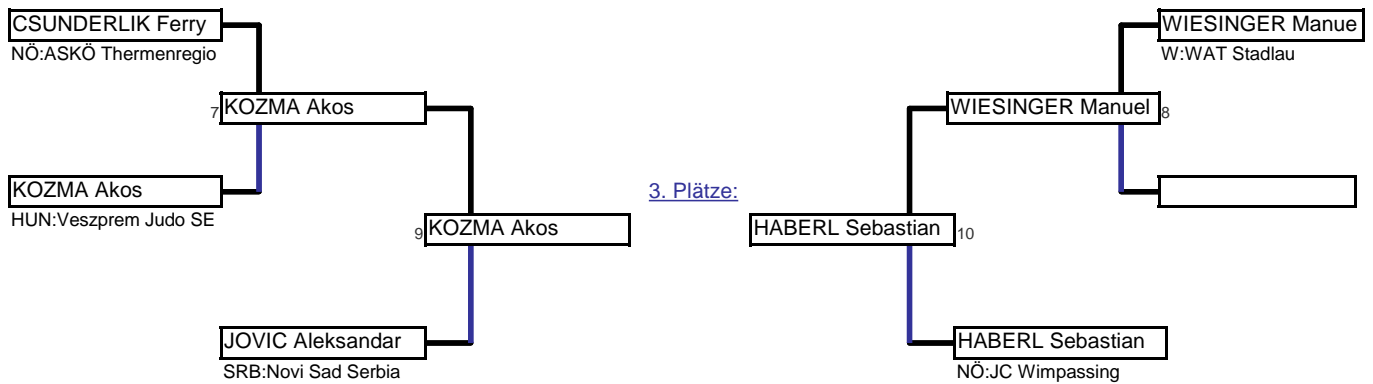 CSUNDERLIK Ferry
NÖ:ASKÖ Thermenregio
7 KOZMA Akos
KOZMA Akos
HUN:Veszprem Judo SE
9 KOZMA Akos
JOVIC Aleksandar
SRB:Novi Sad Serbia
3. Plätze:
WIESINGER Manue
W:WAT Stadlau
WIESINGER Manuel 8
HABERL Sebastian 10
HABERL Sebastian
NÖ:JC Wimpassing